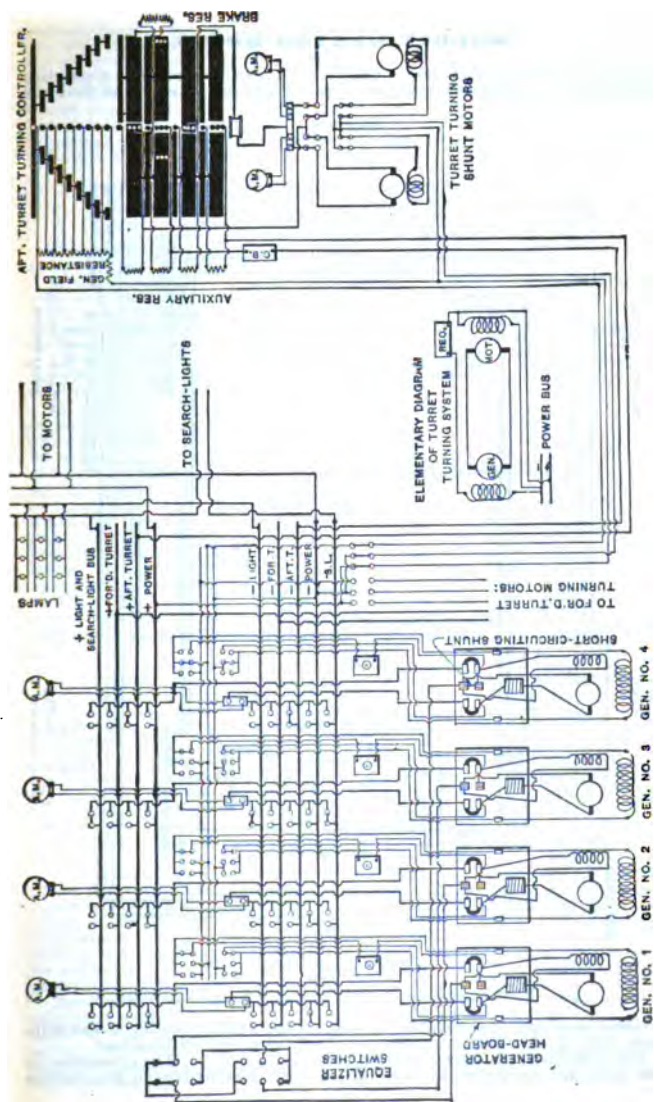 AFT. TURRET TURNING CONTROLLER.
GEN. FIELD
RESISTANCE
BRAKE RES.
AUXILIARY RES.
A.M.
A.M.
C.B.
TURRET TURNING
SHUNT MOTORS
TO MOTORS
TO SEARCH-LIGHTS
LAMPS
ELEMENTARY DIAGRAM
OF TURRET
TURNING SYSTEM
REG.
MOT
GEN.
+
-
POWER BUS
+ LIGHT AND
SEARCH-LIGHT BUS
+ FOR'D. TURRET
+ AFT. TURRET
+ POWER
- LIGHT
- FOR. T.
- AFT. T.
- POWER
- S.L.
TO FOR'D. TURRET
TURNING MOTORS:
A.M.
A.M.
A.M.
A.M.
SHORT-CIRCUITING SHUNT
EQUALIZER
SWITCHES
GENERATOR
HEAD-BOARD
GEN. NO. 1
GEN. NO. 2
GEN. NO. 3
GEN. NO. 4